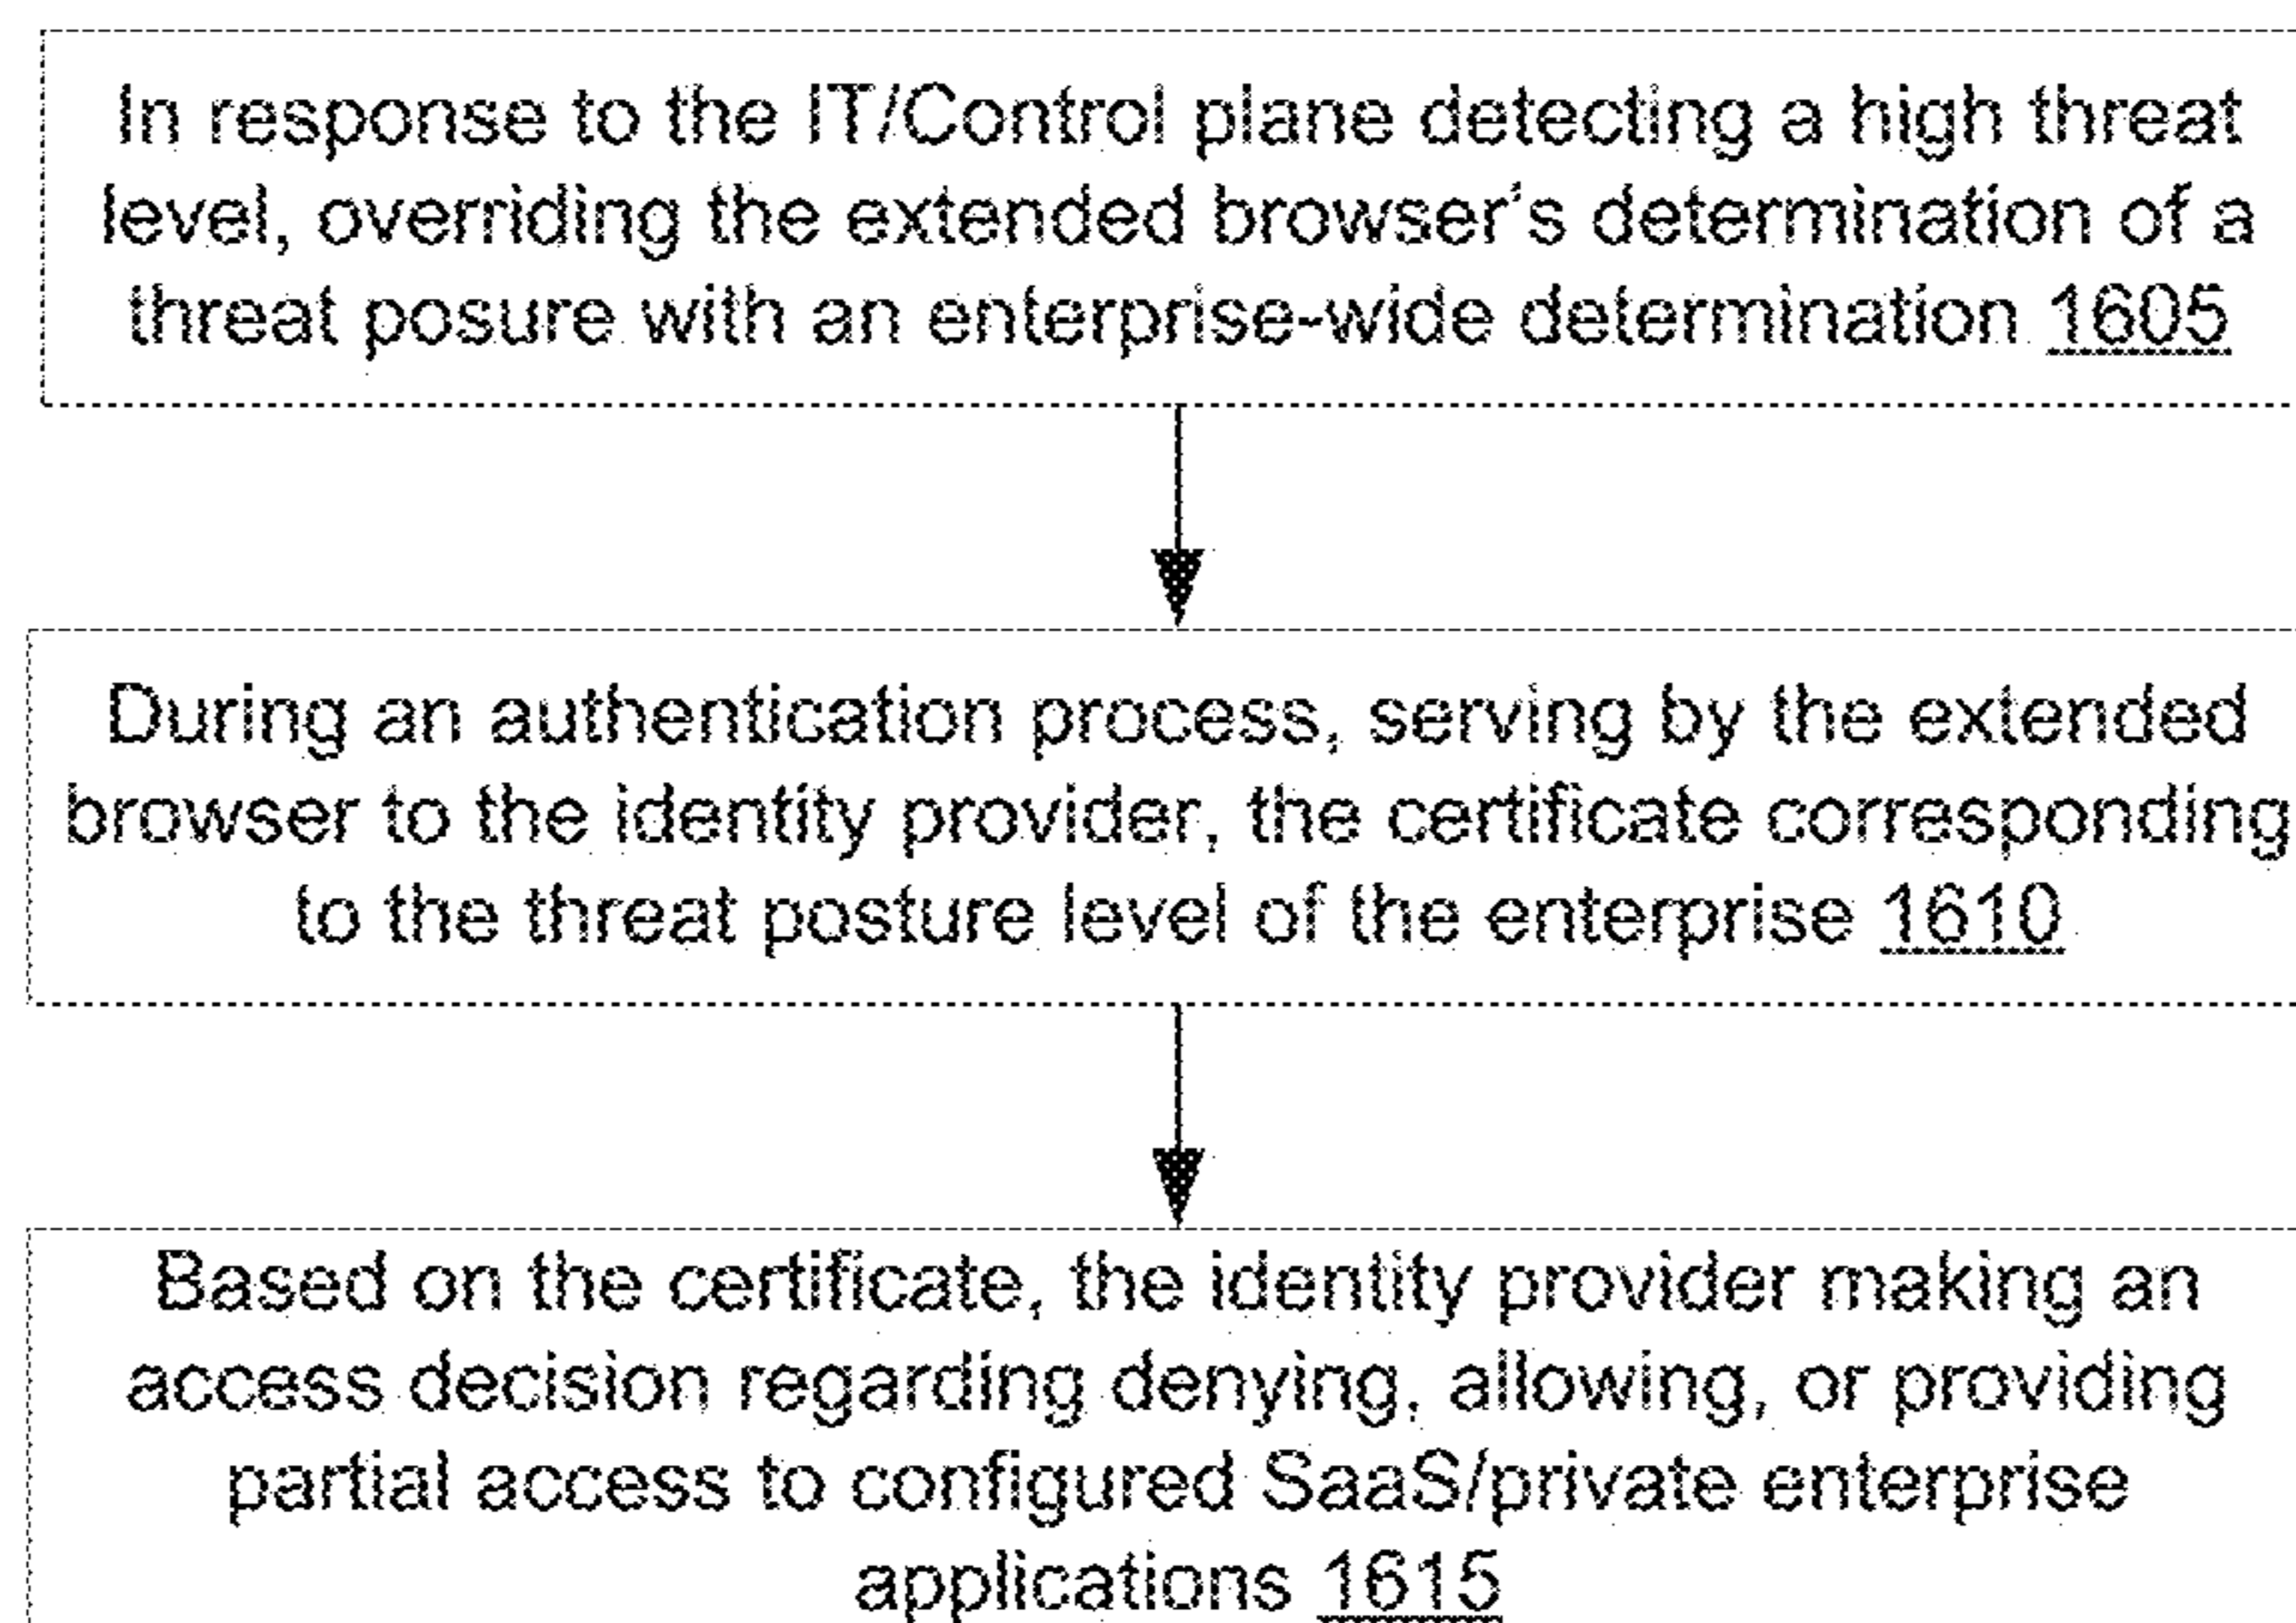 In response to the IT/Control plane detecting a high threat
level, overriding the extended browser's determination of a
threat posure with an enterprise-wide determination 1605
During an authentication process, serving by the extended
browser to the identity provider, the certificate corresponding
to the threat posture level of the enterprise 1610
Based on the certificate, the identity provider making an
access decision regarding denying, allowing, or providing
partial access to configured SaaS/private enterprise
applications 1615